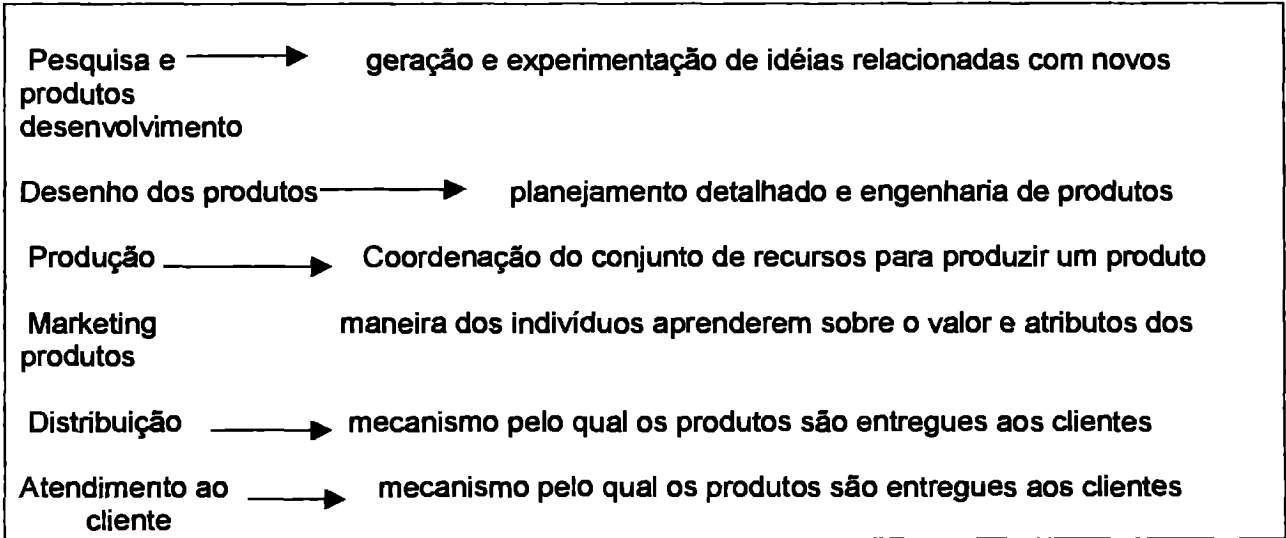 Pesquisa e geração e experimentação de idéias relacionadas com novos
produtos
desenvolvimento
Desenho dos produtos planejamento detalhado e engenharia de produtos
Produção Coordenação do conjunto de recursos para produzir um produto
Marketing maneira dos indivíduos aprenderem sobre o valor e atributos dos
produtos
Distribuição mecanismo pelo qual os produtos são entregues aos clientes
Atendimento ao mecanismo pelo qual os produtos são entregues aos clientes
cliente